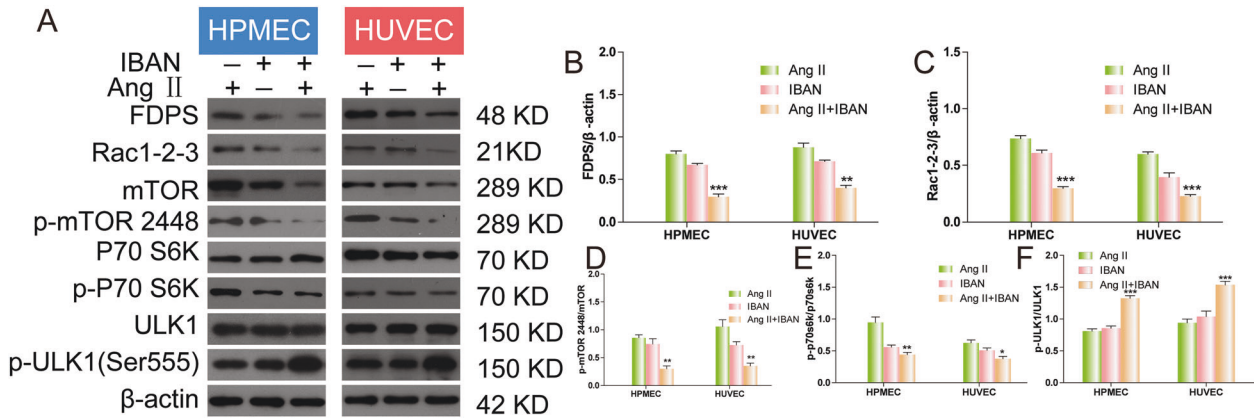 A
HPMEC HUVEC
IBAN − + + − + +
Ang II + − + + − +
FDPS 48 KD
Rac1-2-3 21KD
mTOR 289 KD
p-mTOR 2448 289 KD
P70 S6K 70 KD
p-P70 S6K 70 KD
ULK1 150 KD
p-ULK1(Ser555) 150 KD
β-actin 42 KD
B
FDPS/β -actin
2.0
1.5
1.0
0.5
0.0
Ang II
IBAN
Ang II+IBAN
*** **
HPMEC HUVEC
C
Rac1-2-3/β -actin
1.5
1.0
0.5
0.0
Ang II
IBAN
Ang II+IBAN
*** ***
HPMEC HUVEC
D
p-mTOR 2448/mTOR
2.0
1.5
1.0
0.5
0.0
Ang II
IBAN
Ang II+IBAN
** **
HPMEC HUVEC
E
p-p70s6k/p70s6k
2.0
1.5
1.0
0.5
0.0
Ang II
IBAN
Ang II+IBAN
** *
HPMEC HUVEC
F
p-ULK1/ULK1
2.0
1.5
1.0
0.5
0.0
Ang II
IBAN
Ang II+IBAN
*** ***
HPMEC HUVEC